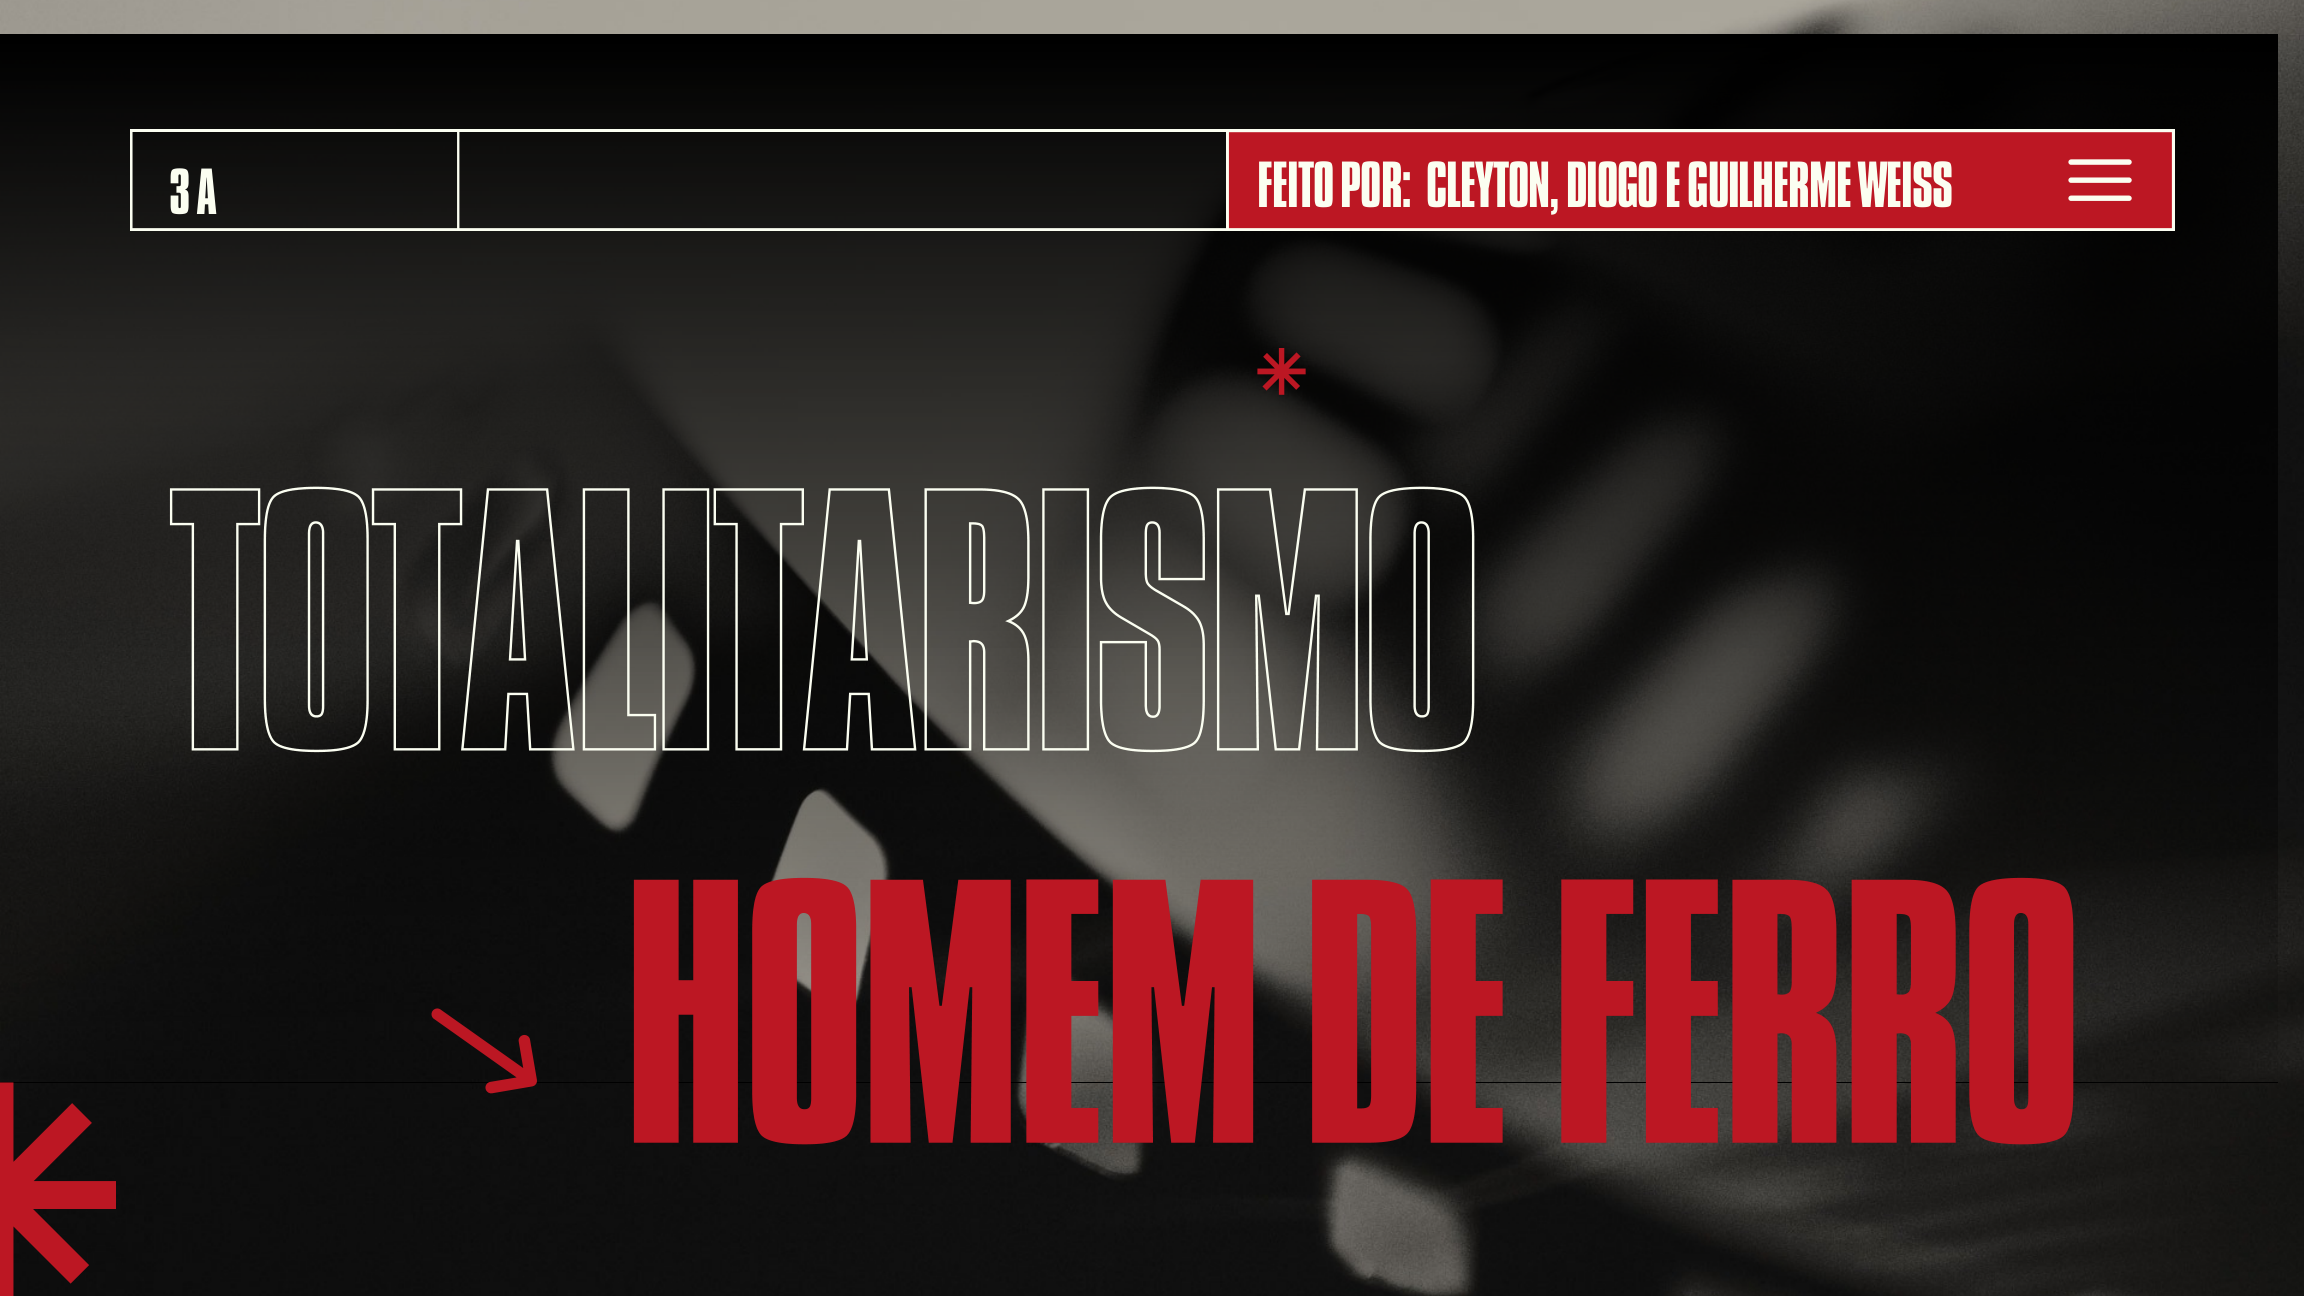 3 A
FEITO POR: CLEYTON, DIOGO E GUILHERME WEISS
TOTALITARISMO
HOMEM DE FERRO